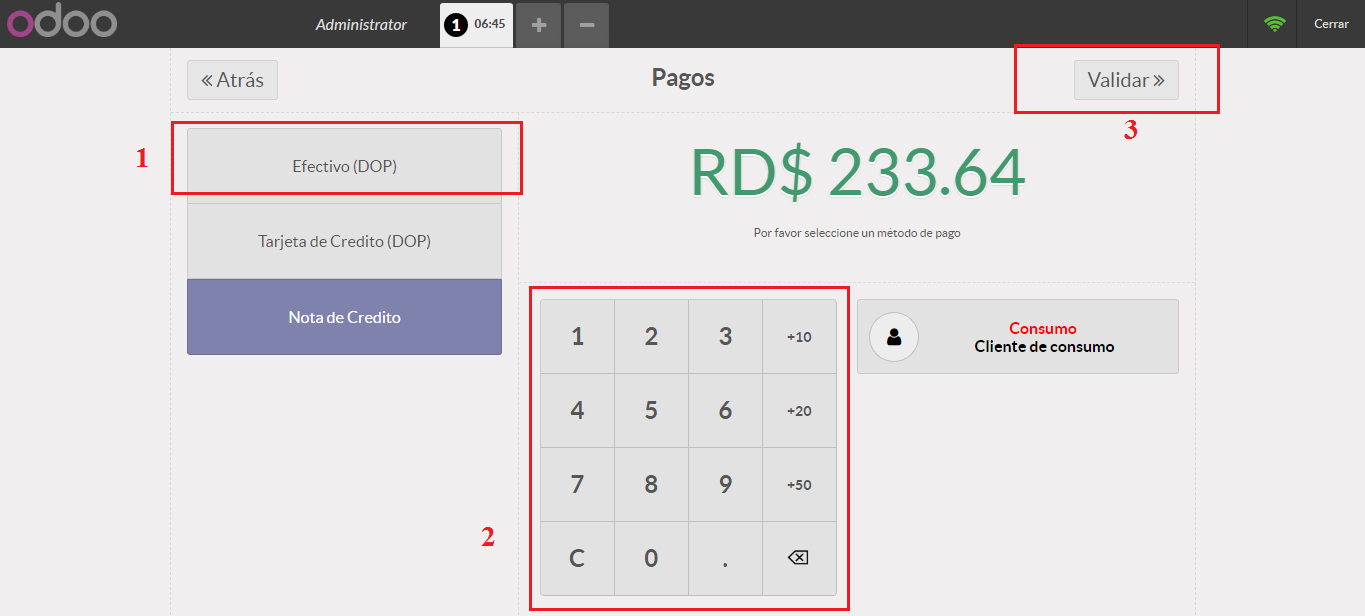 odoo
Administrator
1 06:45 + −
Cerrar
« Atrás
Pagos
Validar »
3
1
Efectivo (DOP)
RD$ 233.64
Por favor seleccione un método de pago
Tarjeta de Credito (DOP)
Nota de Credito
1 2 3 +10
Consumo
Cliente de consumo
4 5 6 +20
7 8 9 +50
2
C 0 .